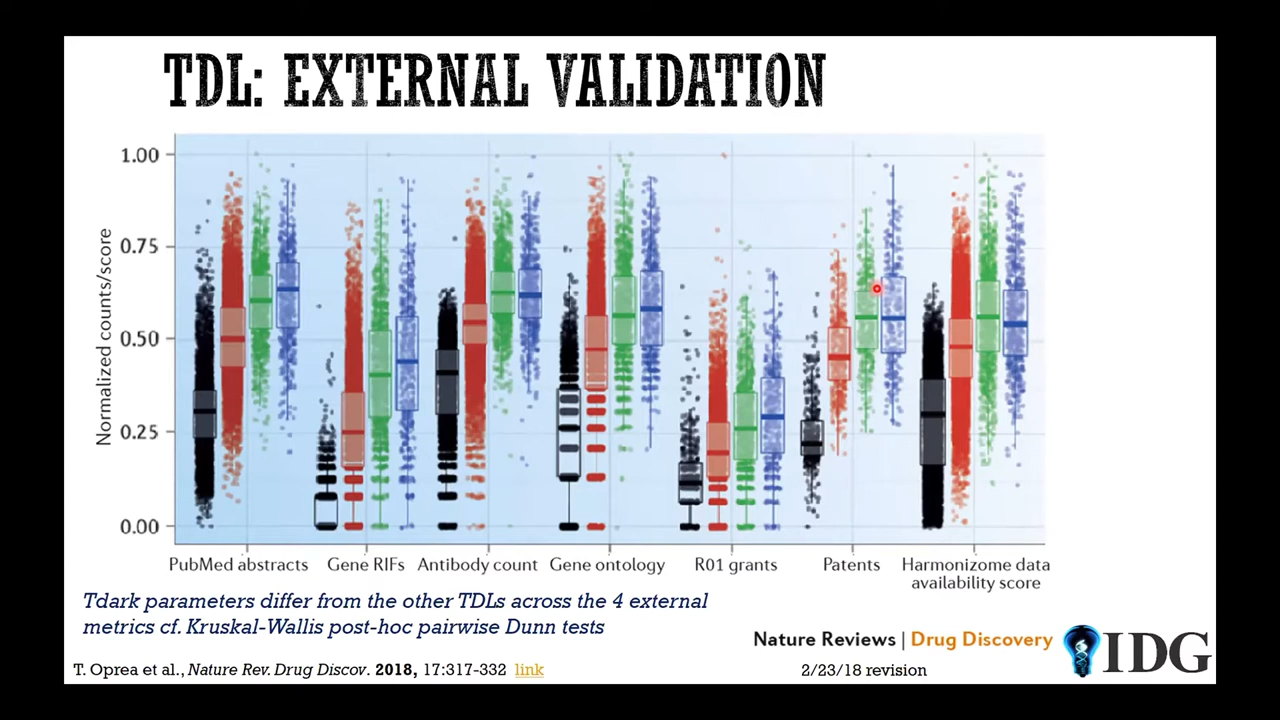 TDL: EXTERNAL VALIDATION
Normalized counts/score
1.00
0.75
0.50
0.25
0.00
PubMed abstracts
Gene RIFs
Antibody count
Gene ontology
R01 grants
Patents
Harmonizome data
availability score
Tdark parameters differ from the other TDLs across the 4 external
metrics cf. Kruskal-Wallis post-hoc pairwise Dunn tests
Nature Reviews | Drug Discovery
IDG
T. Oprea et al., Nature Rev. Drug Discov. 2018, 17:317-332 link
2/23/18 revision